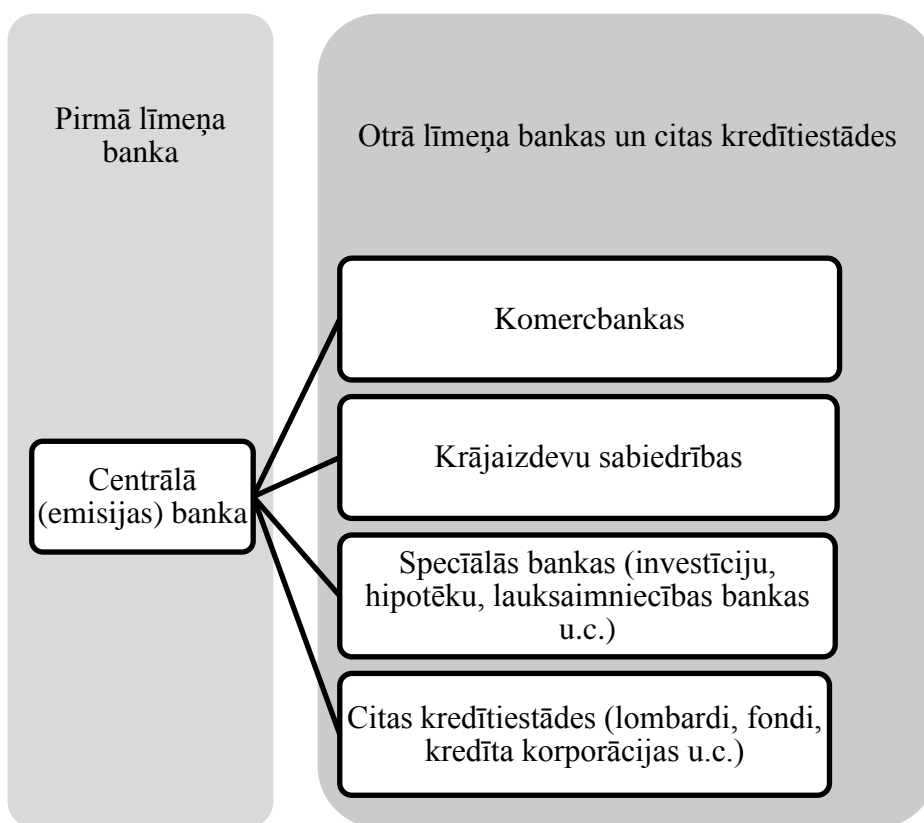 Pirmā līmeņa
banka
Otrā līmeņa bankas un citas kredītiestādes
Centrālā
(emisijas) banka
Komercbankas
Krājaizdevu sabiedrības
Specīālās bankas (investīciju,
hipotēku, lauksaimniecības bankas
u.c.)
Citas kredītiestādes (lombardi, fondi,
kredīta korporācijas u.c.)